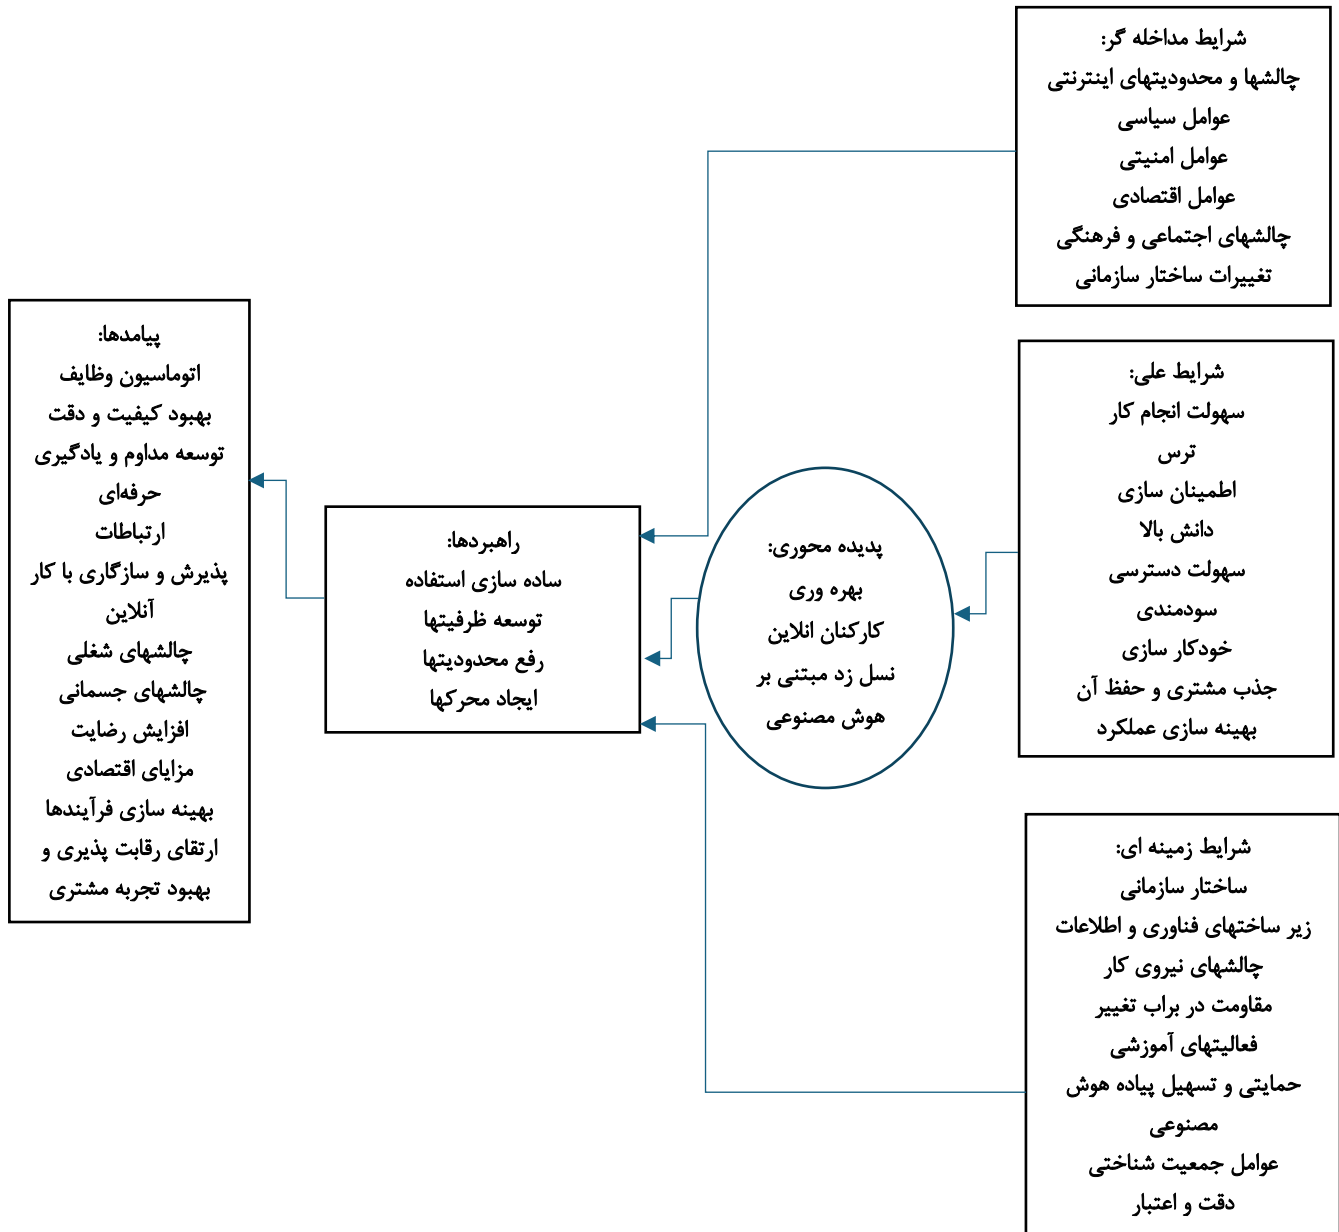 شرایط مداخله گر:
چالشها و محدودیتهای اینترنتی
عوامل سیاسی
عوامل امنیتی
عوامل اقتصادی
چالشهای اجتماعی و فرهنگی
تغییرات ساختار سازمانی
شرایط علی:
سهولت انجام کار
ترس
اطمینان سازی
دانش بالا
سهولت دسترسی
سودمندی
خودکار سازی
جذب مشتری و حفظ آن
بهینه سازی عملکرد
شرایط زمینه ای:
ساختار سازمانی
زیر ساختهای فناوری و اطلاعات
چالشهای نیروی کار
مقاومت در براب تغییر
فعالیتهای آموزشی
حمایتی و تسهیل پیاده هوش
مصنوعی
عوامل جمعیت شناختی
دقت و اعتبار
پدیده محوری:
بهره وری
کارکنان انلاین
نسل زد مبتنی بر
هوش مصنوعی
راهبردها:
ساده سازی استفاده
توسعه ظرفیتها
رفع محدودیتها
ایجاد محرکها
پیامدها:
اتوماسیون وظایف
بهبود کیفیت و دقت
توسعه مداوم و یادگیری
حرفه‌ای
ارتباطات
پذیرش و سازگاری با کار
آنلاین
چالشهای شغلی
چالشهای جسمانی
افزایش رضایت
مزایای اقتصادی
بهینه سازی فرآیندها
ارتقای رقابت پذیری و
بهبود تجربه مشتری